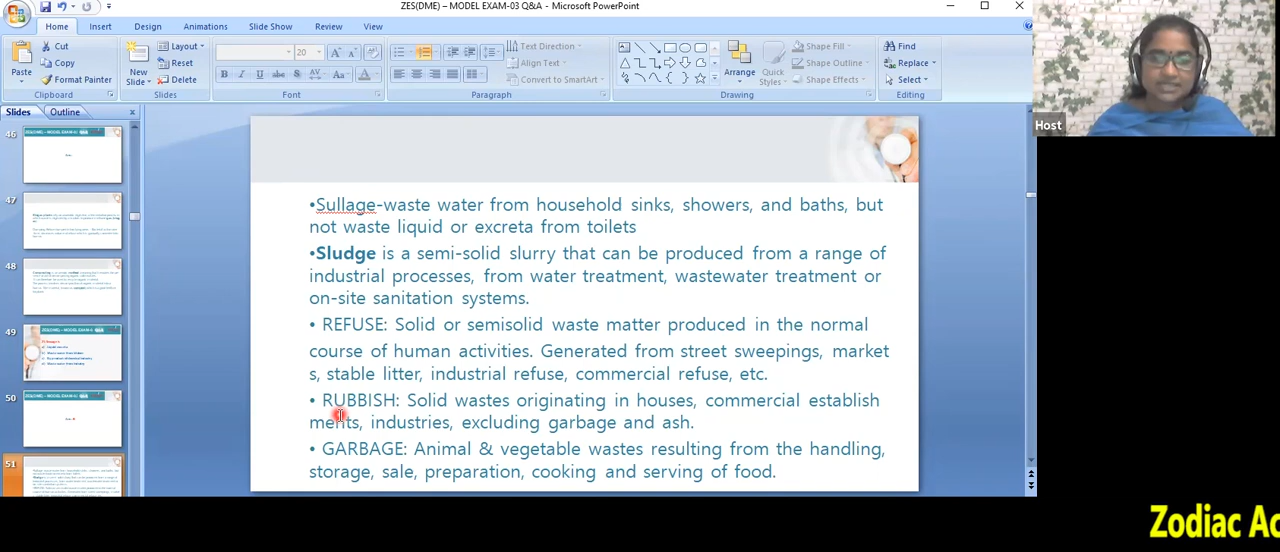 ZES(DME) – MODEL EXAM-03 Q&A - Microsoft PowerPoint
Home Insert Design Animations Slide Show Review View
Cut
Copy
Format Painter
Paste
Clipboard
New
Slide
Layout
Reset
Delete
Slides
20
Font
Text Direction
Align Text
Convert to SmartArt
Paragraph
Arrange
Quick
Styles
Shape Fill
Shape Outline
Shape Effects
Drawing
Find
Replace
Select
Editing
Slides Outline
46
47
48
49
50
51
•Sullage-waste water from household sinks, showers, and baths, but
not waste liquid or excreta from toilets
•Sludge is a semi-solid slurry that can be produced from a range of
industrial processes, from water treatment, wastewater treatment or
on-site sanitation systems.
• REFUSE: Solid or semisolid waste matter produced in the normal
course of human activities. Generated from street sweepings, market
s, stable litter, industrial refuse, commercial refuse, etc.
• RUBBISH: Solid wastes originating in houses, commercial establish
ments, industries, excluding garbage and ash.
• GARBAGE: Animal & vegetable wastes resulting from the handling,
storage, sale, preparation, cooking and serving of food.
Host
Zodiac Ac